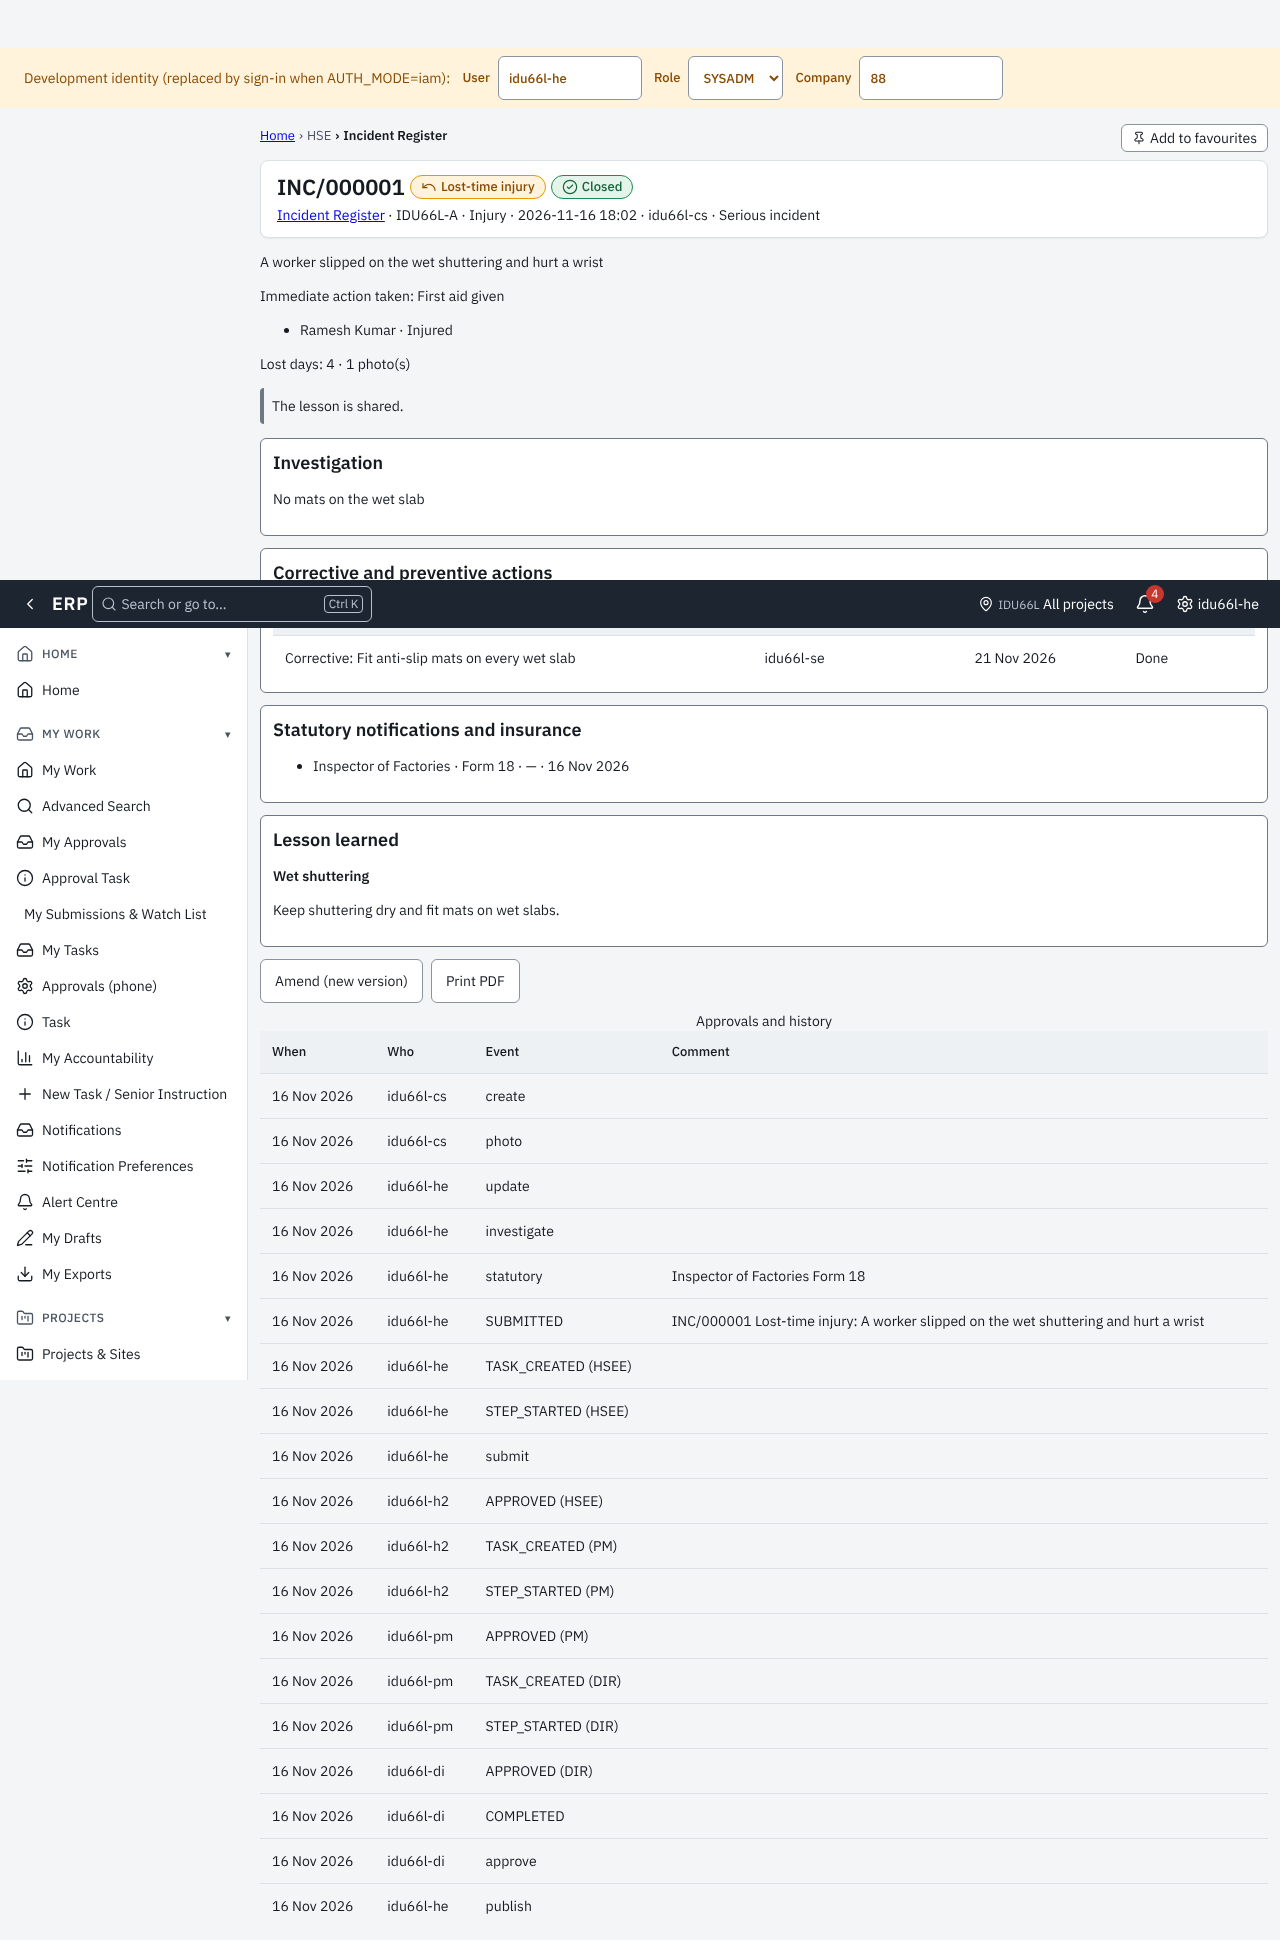 Development identity (replaced by sign-in when AUTH_MODE=iam): User idu66l-he Role SYSADM Company 88
Home › HSE › Incident Register
Add to favourites
INC/000001 Lost-time injury Closed
Incident Register · IDU66L-A · Injury · 2026-11-16 18:02 · idu66l-cs · Serious incident
A worker slipped on the wet shuttering and hurt a wrist
Immediate action taken: First aid given
• Ramesh Kumar · Injured
Lost days: 4 · 1 photo(s)
The lesson is shared.
Investigation
No mats on the wet slab
Corrective and preventive actions
ERP Search or go to... Ctrl K IDU66L All projects 4 idu66l-he
Corrective: Fit anti-slip mats on every wet slab idu66l-se 21 Nov 2026 Done
Statutory notifications and insurance
• Inspector of Factories · Form 18 · — · 16 Nov 2026
Lesson learned
Wet shuttering
Keep shuttering dry and fit mats on wet slabs.
Amend (new version) Print PDF
HOME
Home
MY WORK
My Work
Advanced Search
My Approvals
Approval Task
My Submissions & Watch List
My Tasks
Approvals (phone)
Task
My Accountability
New Task / Senior Instruction
Notifications
Notification Preferences
Alert Centre
My Drafts
My Exports
PROJECTS
Projects & Sites
Approvals and history
When Who Event Comment
16 Nov 2026 idu66l-cs create
16 Nov 2026 idu66l-cs photo
16 Nov 2026 idu66l-he update
16 Nov 2026 idu66l-he investigate
16 Nov 2026 idu66l-he statutory Inspector of Factories Form 18
16 Nov 2026 idu66l-he SUBMITTED INC/000001 Lost-time injury: A worker slipped on the wet shuttering and hurt a wrist
16 Nov 2026 idu66l-he TASK_CREATED (HSEE)
16 Nov 2026 idu66l-he STEP_STARTED (HSEE)
16 Nov 2026 idu66l-he submit
16 Nov 2026 idu66l-h2 APPROVED (HSEE)
16 Nov 2026 idu66l-h2 TASK_CREATED (PM)
16 Nov 2026 idu66l-h2 STEP_STARTED (PM)
16 Nov 2026 idu66l-pm APPROVED (PM)
16 Nov 2026 idu66l-pm TASK_CREATED (DIR)
16 Nov 2026 idu66l-pm STEP_STARTED (DIR)
16 Nov 2026 idu66l-di APPROVED (DIR)
16 Nov 2026 idu66l-di COMPLETED
16 Nov 2026 idu66l-di approve
16 Nov 2026 idu66l-he publish